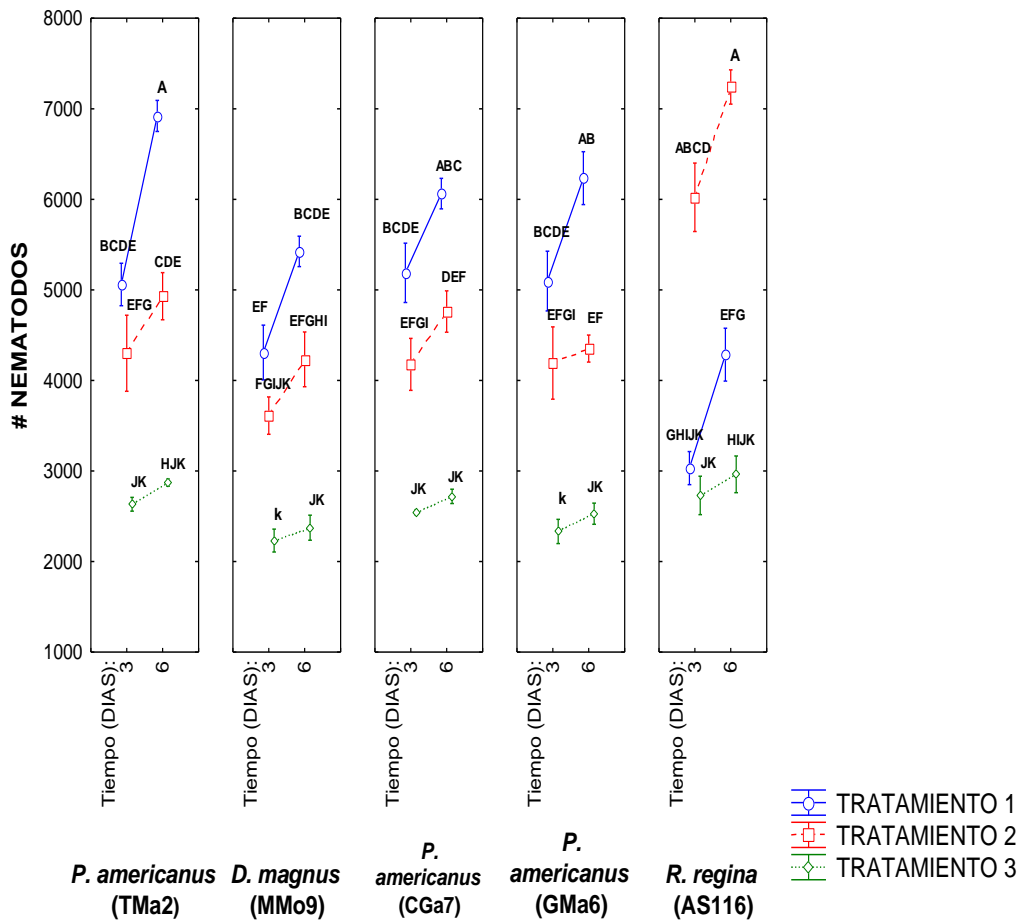 8000
7000
6000
5000
4000
3000
2000
1000
# NEMATODOS
A
BCDE
CDE
EFG
HJK
JK
BCDE
EF
EFGHI
FGIJK
JK
k
ABC
BCDE
DEF
EFGI
JK
JK
AB
BCDE
EFGI
EF
JK
k
A
ABCD
EFG
GHIJK
HIJK
JK
Tiempo (DIAS):
3
6
Tiempo (DIAS):
3
6
Tiempo (DIAS):
3
6
Tiempo (DIAS):
3
6
Tiempo (DIAS):
3
6
P. americanus
(TMa2)
D. magnus
(MMo9)
P.
americanus
(CGa7)
P.
americanus
(GMa6)
R. regina
(AS116)
TRATAMIENTO 1
TRATAMIENTO 2
TRATAMIENTO 3